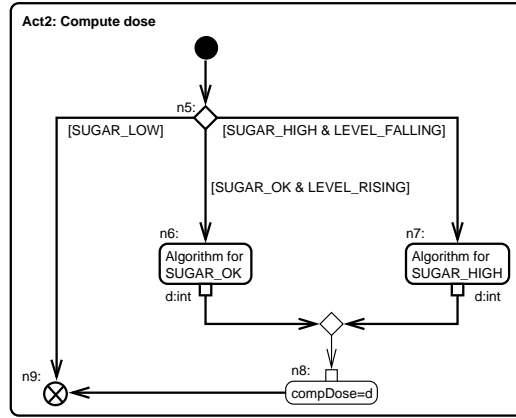 Act2: Compute dose
n5:
[SUGAR_LOW]
[SUGAR_HIGH & LEVEL_FALLING]
[SUGAR_OK & LEVEL_RISING]
n6:
n7:
Algorithm for
SUGAR_OK
Algorithm for
SUGAR_HIGH
d:int
d:int
n8:
n9:
compDose=d